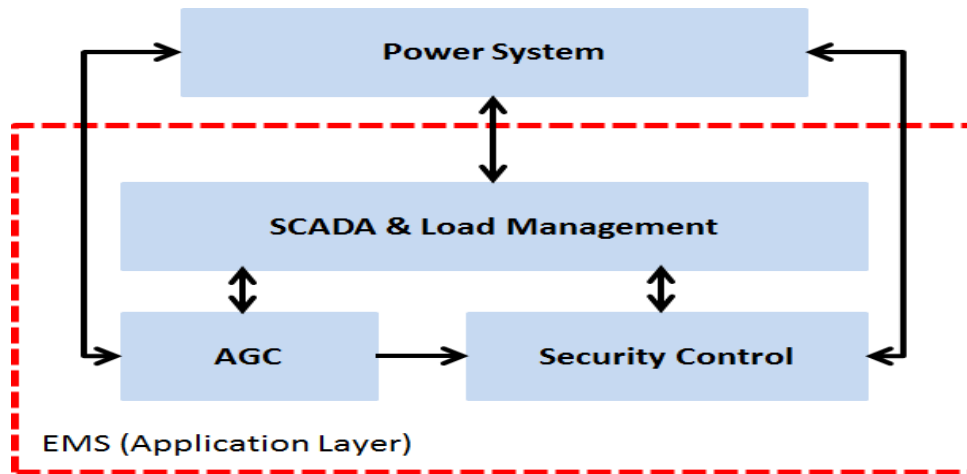 Power System
SCADA & Load Management
AGC
Security Control
EMS (Application Layer)